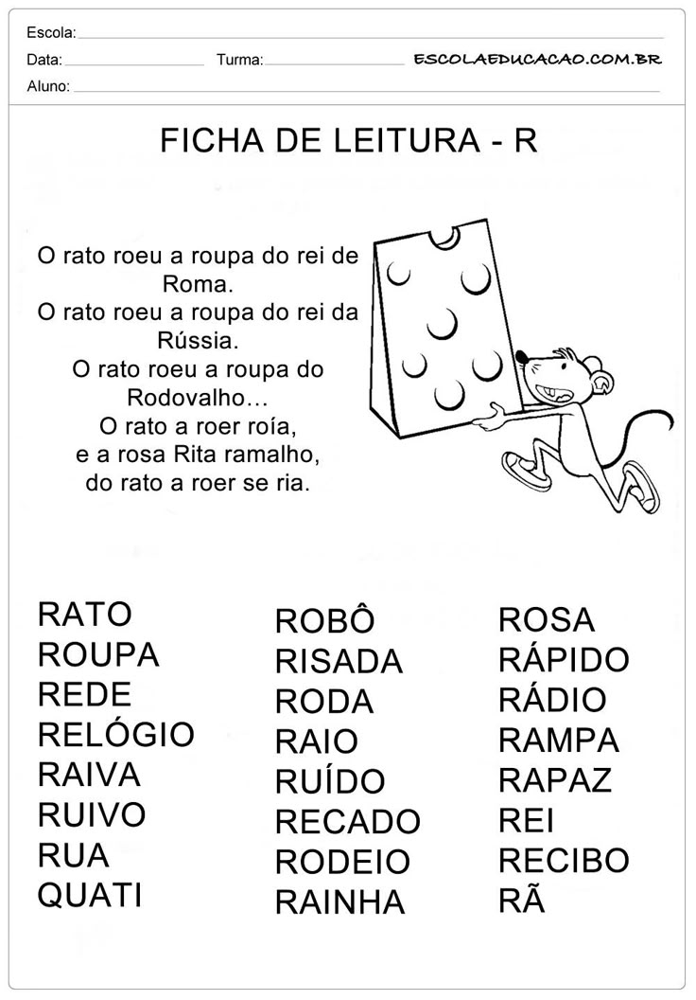 Escola:
Data: Turma: ESCOLAEDUCACAO.COM.BR
Aluno:
FICHA DE LEITURA - R
O rato roeu a roupa do rei de
Roma.
O rato roeu a roupa do rei da
Rússia.
O rato roeu a roupa do
Rodovalho...
O rato a roer roía,
e a rosa Rita ramalho,
do rato a roer se ria.
RATO
ROUPA
REDE
RELÓGIO
RAIVA
RUIVO
RUA
QUATI
ROBÔ
RISADA
RODA
RAIO
RUÍDO
RECADO
RODEIO
RAINHA
ROSA
RÁPIDO
RÁDIO
RAMPA
RAPAZ
REI
RECIBO
RÃ